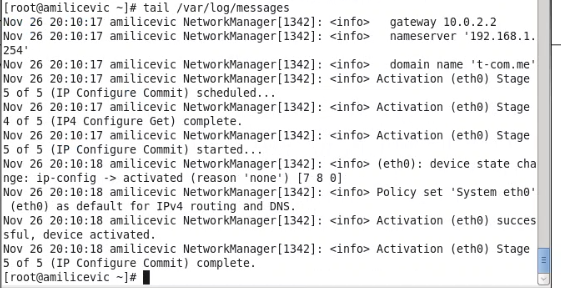 [root@amilicevic ~]# tail /var/log/messages
Nov 26 20:10:17 amilicevic NetworkManager[1342]: <info>   gateway 10.0.2.2
Nov 26 20:10:17 amilicevic NetworkManager[1342]: <info>   nameserver '192.168.1.
254'
Nov 26 20:10:17 amilicevic NetworkManager[1342]: <info>   domain name 't-com.me'
Nov 26 20:10:17 amilicevic NetworkManager[1342]: <info> Activation (eth0) Stage
5 of 5 (IP Configure Commit) scheduled...
Nov 26 20:10:17 amilicevic NetworkManager[1342]: <info> Activation (eth0) Stage
4 of 5 (IP4 Configure Get) complete.
Nov 26 20:10:17 amilicevic NetworkManager[1342]: <info> Activation (eth0) Stage
5 of 5 (IP Configure Commit) started...
Nov 26 20:10:18 amilicevic NetworkManager[1342]: <info> (eth0): device state cha
nge: ip-config -> activated (reason 'none') [7 8 0]
Nov 26 20:10:18 amilicevic NetworkManager[1342]: <info> Policy set 'System eth0'
 (eth0) as default for IPv4 routing and DNS.
Nov 26 20:10:18 amilicevic NetworkManager[1342]: <info> Activation (eth0) succes
sful, device activated.
Nov 26 20:10:18 amilicevic NetworkManager[1342]: <info> Activation (eth0) Stage
5 of 5 (IP Configure Commit) complete.
[root@amilicevic ~]#